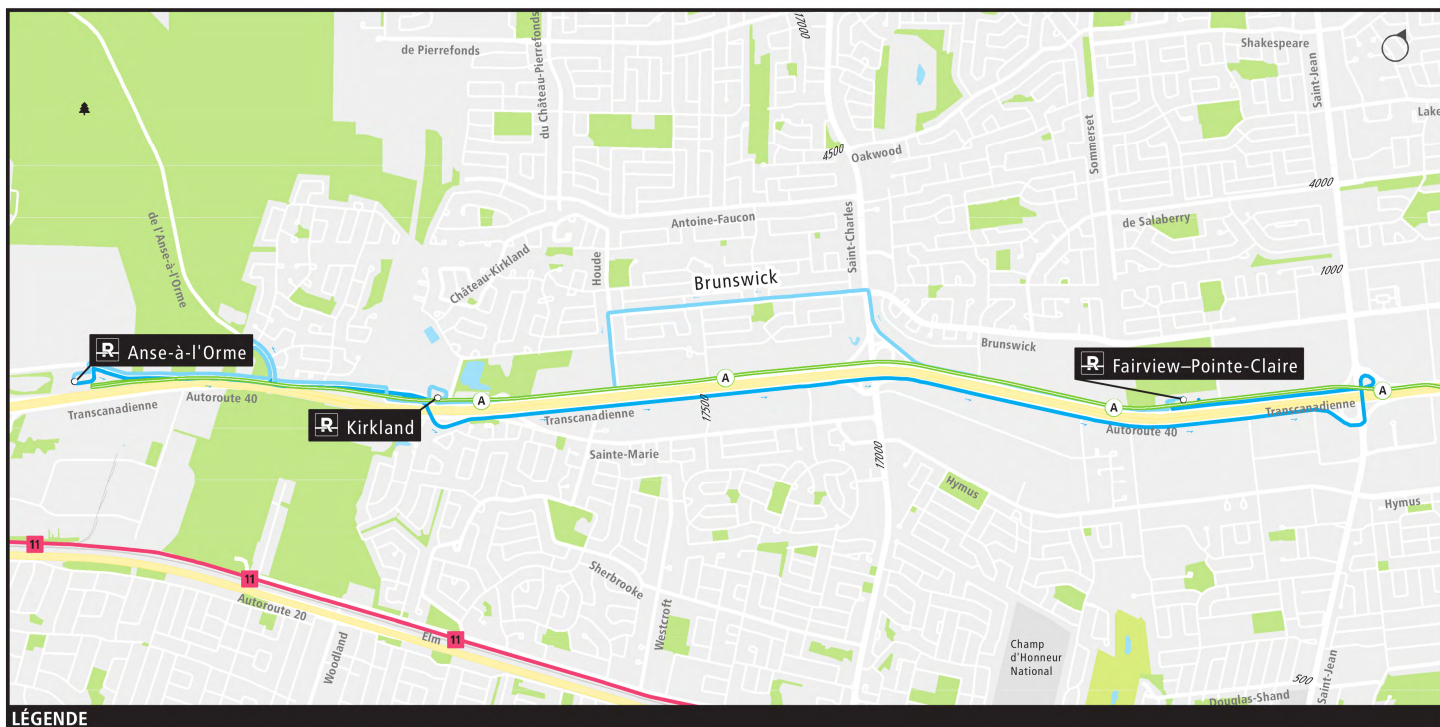 de Pierrefonds
du Château-Pierrefonds
17000
Shakespeare
Saint-Jean
Lake
Sommerset
4500
Oakwood
4000
de l'Anse-à-l'Orme
Antoine-Faucon
Saint-Charles
de Salaberry
Château-Kirkland
Houde
Brunswick
1000
R Anse-à-l'Orme
Brunswick
R Fairview–Pointe-Claire
A
A
A
A
Transcanadienne
Autoroute 40
R Kirkland
Transcanadienne
17500
Autoroute 40
Transcanadienne
Sainte-Marie
17000
Hymus
Hymus
11
11
11
Sherbrooke
Autoroute 20
Westcroft
Elm
Woodland
Champ
d'Honneur
National
Saint-Jean
500
Douglas-Shand
LÉGENDE